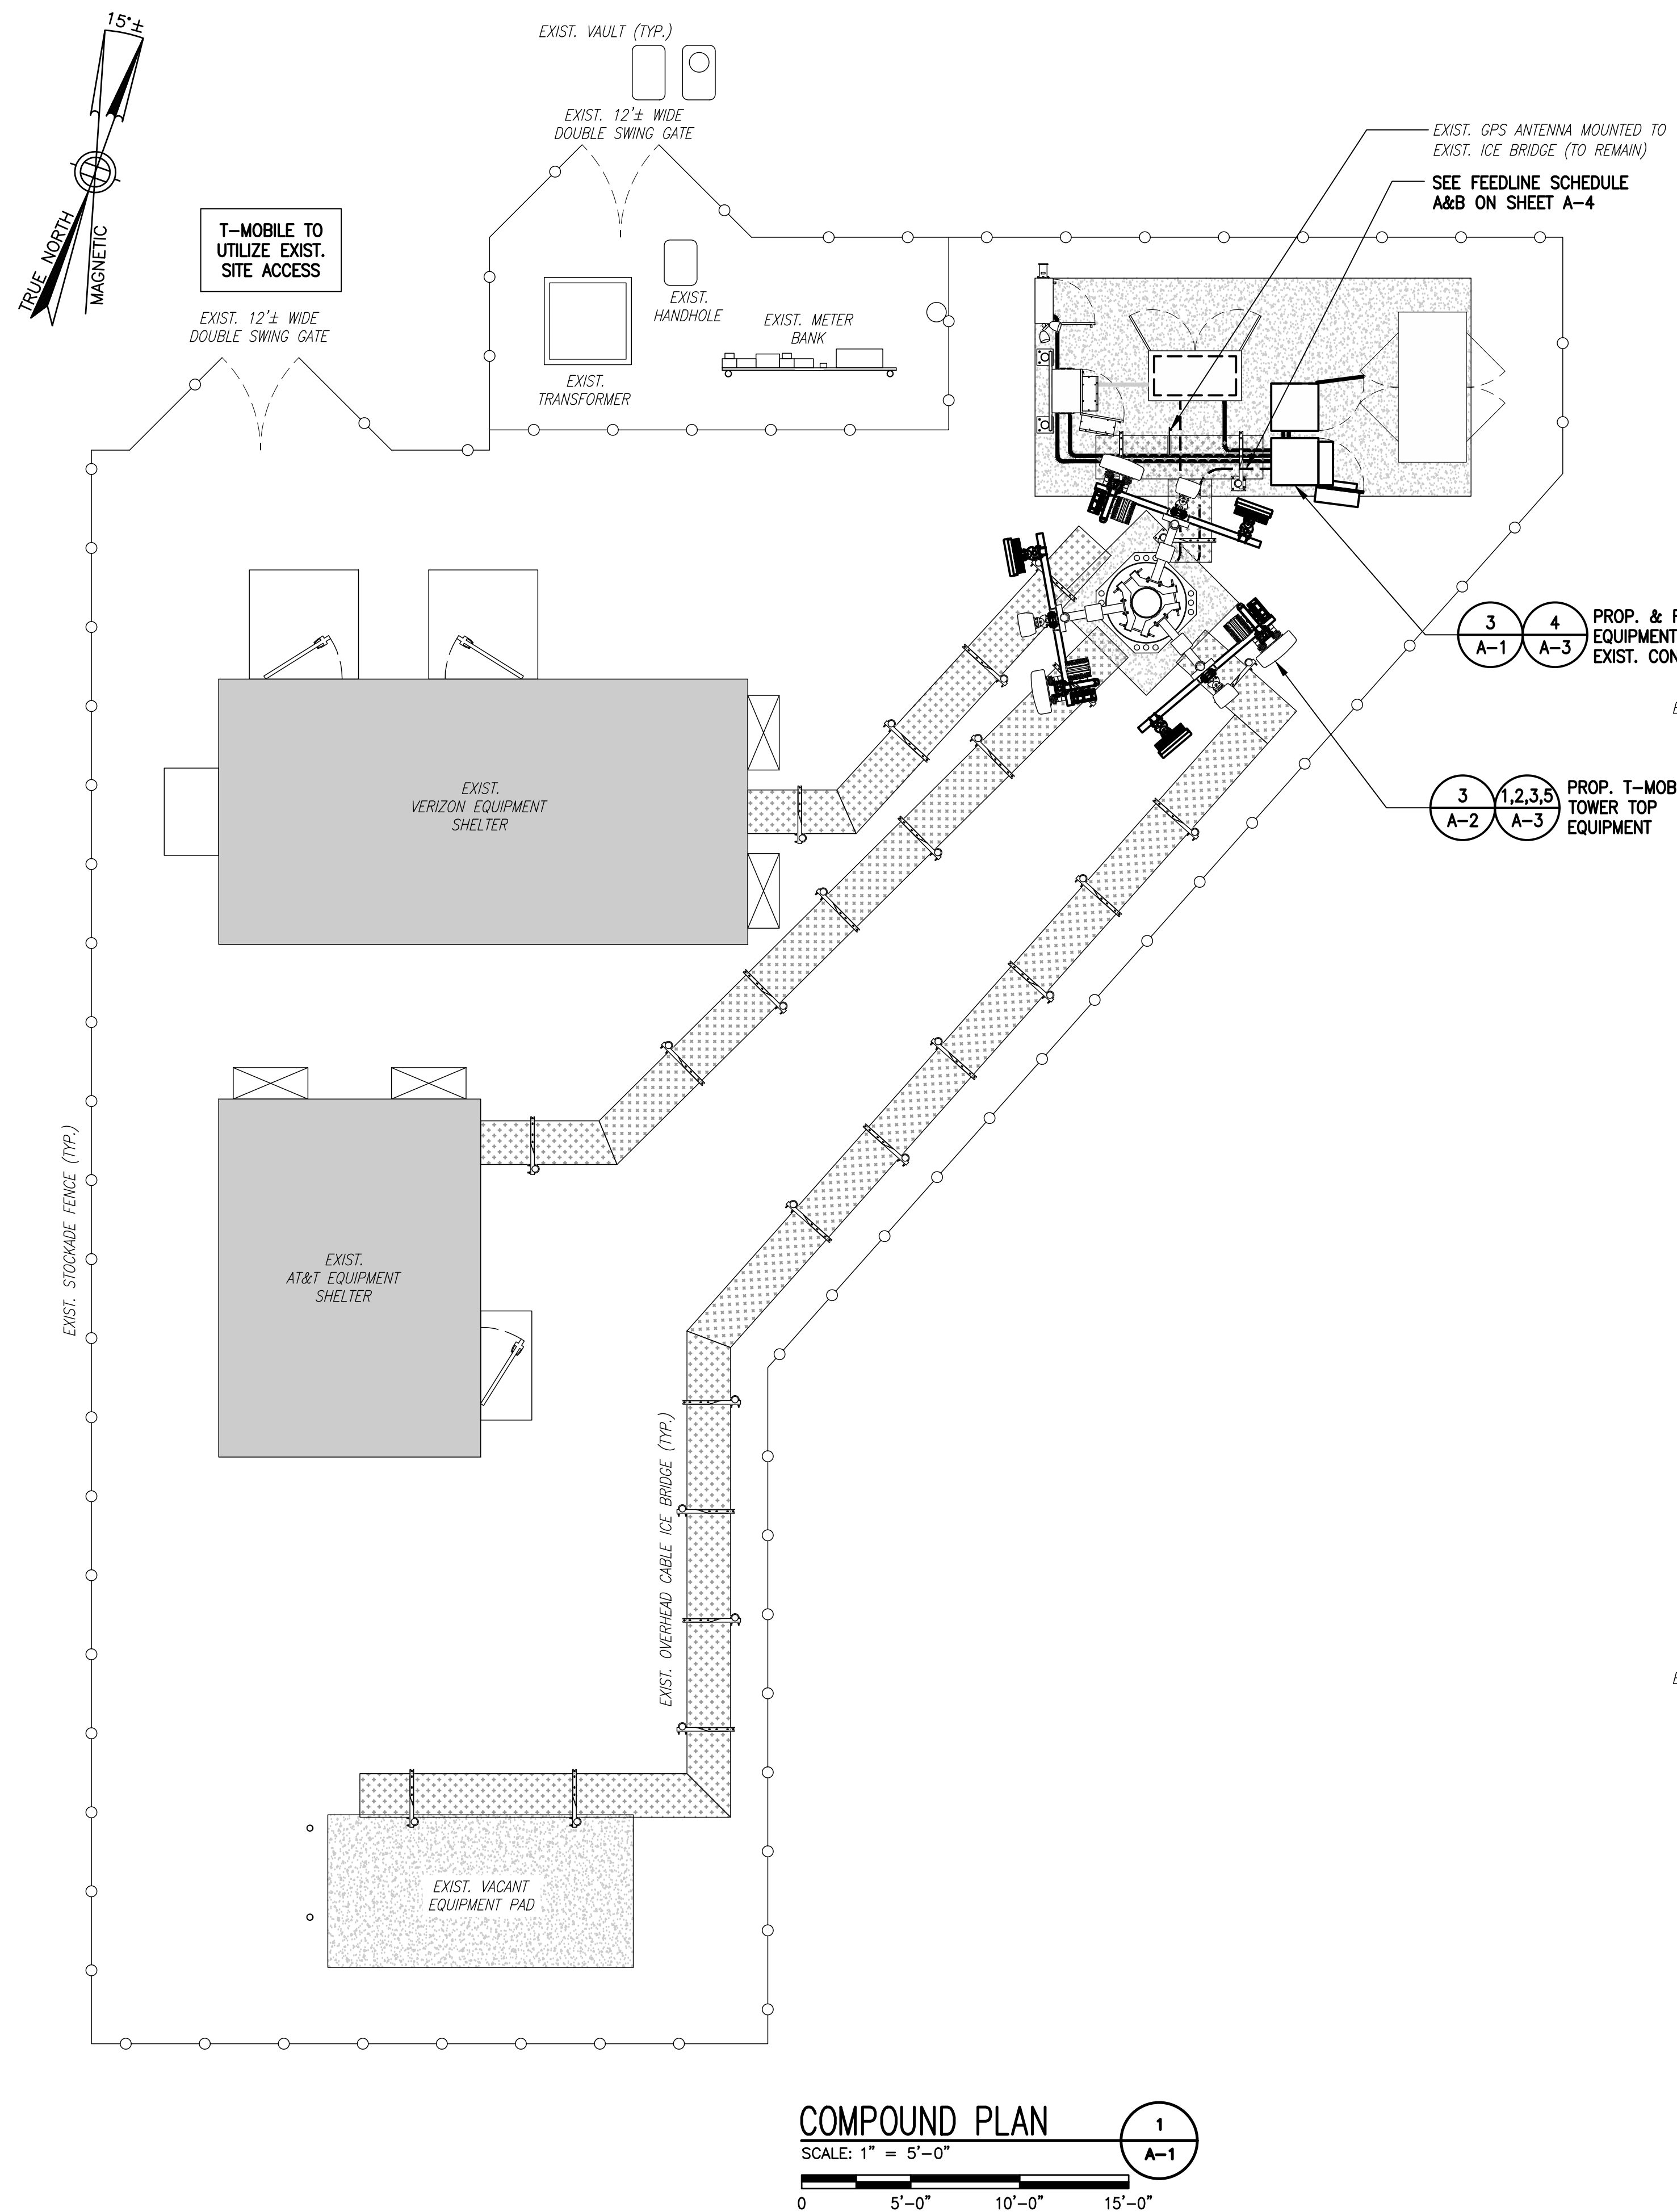 15°±
TRUE NORTH
MAGNETIC
T-MOBILE TO
UTILIZE EXIST.
SITE ACCESS
EXIST. 12'± WIDE
DOUBLE SWING GATE
EXIST. VAULT (TYP.)
EXIST. 12'± WIDE
DOUBLE SWING GATE
EXIST.
HANDHOLE
EXIST.
TRANSFORMER
EXIST. METER
BANK
EXIST. GPS ANTENNA MOUNTED TO
EXIST. ICE BRIDGE (TO REMAIN)
SEE FEEDLINE SCHEDULE
A&B ON SHEET A-4
3
A-1
4
A-3
PROP. &
EQUIPMENT
EXIST.
3
A-2
1,2,3,5
A-3
PROP.
TOWER TOP
EQUIPMENT
EXIST.
VERIZON EQUIPMENT
SHELTER
EXIST. STOCKADE FENCE (TYP.)
EXIST.
AT&T EQUIPMENT
SHELTER
EXIST. OVERHEAD CABLE ICE BRIDGE (TYP.)
EXIST. VACANT
EQUIPMENT PAD
COMPOUND PLAN
SCALE: 1" = 5'-0"
1
A-1
0 5'-0" 10'-0" 15'-0"